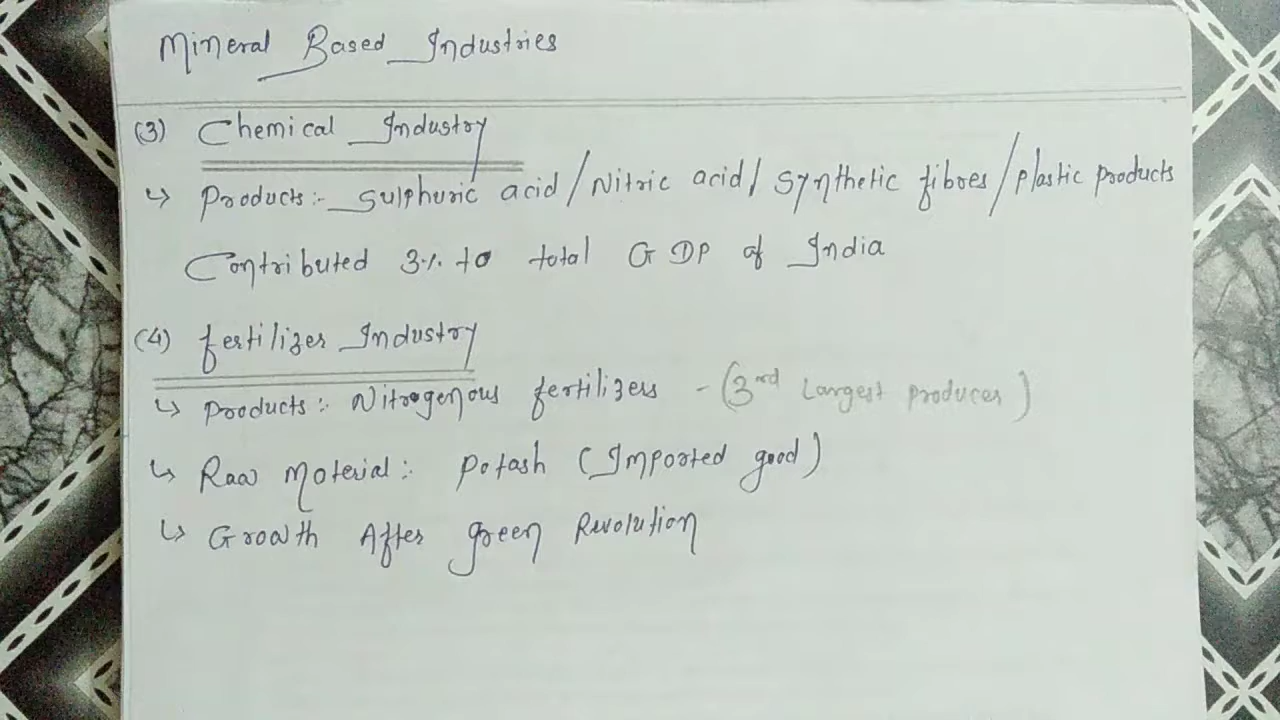 Mineral Based Industries
(3) Chemical Industry
↳ Products:- Sulphuric acid/Nitric acid/ Synthetic fibres/plastic products
Contributed 3% to total GDP of India
(4) fertilizer Industry
↳ Products:- Nitrogenous fertilizers - (3rd Largest producer)
↳ Raw Material:- Potash (Imported good)
↳ Growth After green Revolution